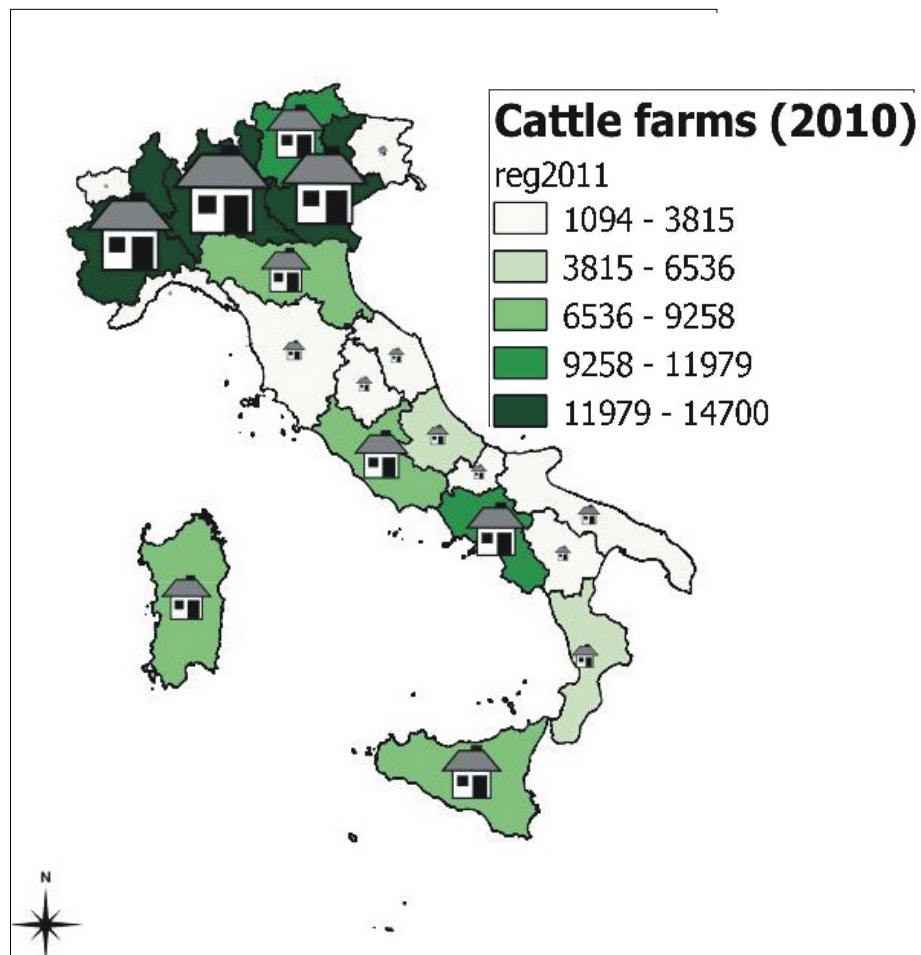 Cattle farms (2010)
reg2011
1094 - 3815
3815 - 6536
6536 - 9258
9258 - 11979
11979 - 14700
N